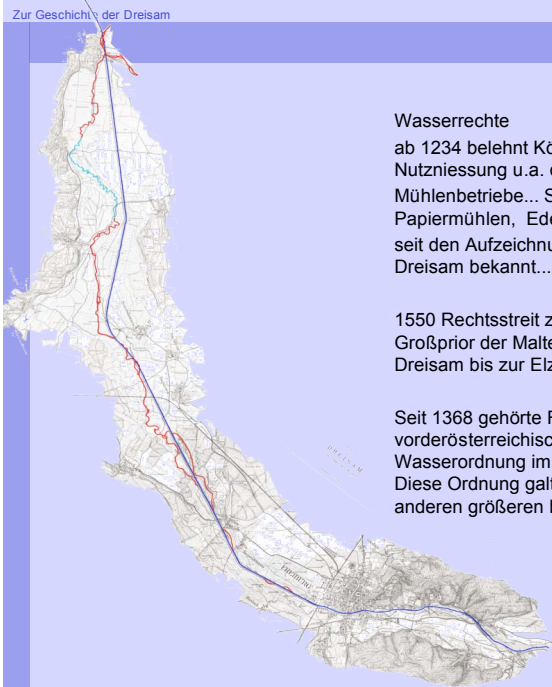 Zur Geschichte der Dreisam
Wasserrechte
ab 1234 belehnt Kö
Nutzniessung u.a. d
Mühlenbetriebe... S
Papiermühlen, Ede
seit den Aufzeichnu
Dreisam bekannt...
1550 Rechtsstreit z
Großprior der Malte
Dreisam bis zur Elz
Seit 1368 gehörte F
vorderösterreichisc
Wasserordnung im
Diese Ordnung galt
anderen größeren F
DREISAM
FREIBURG